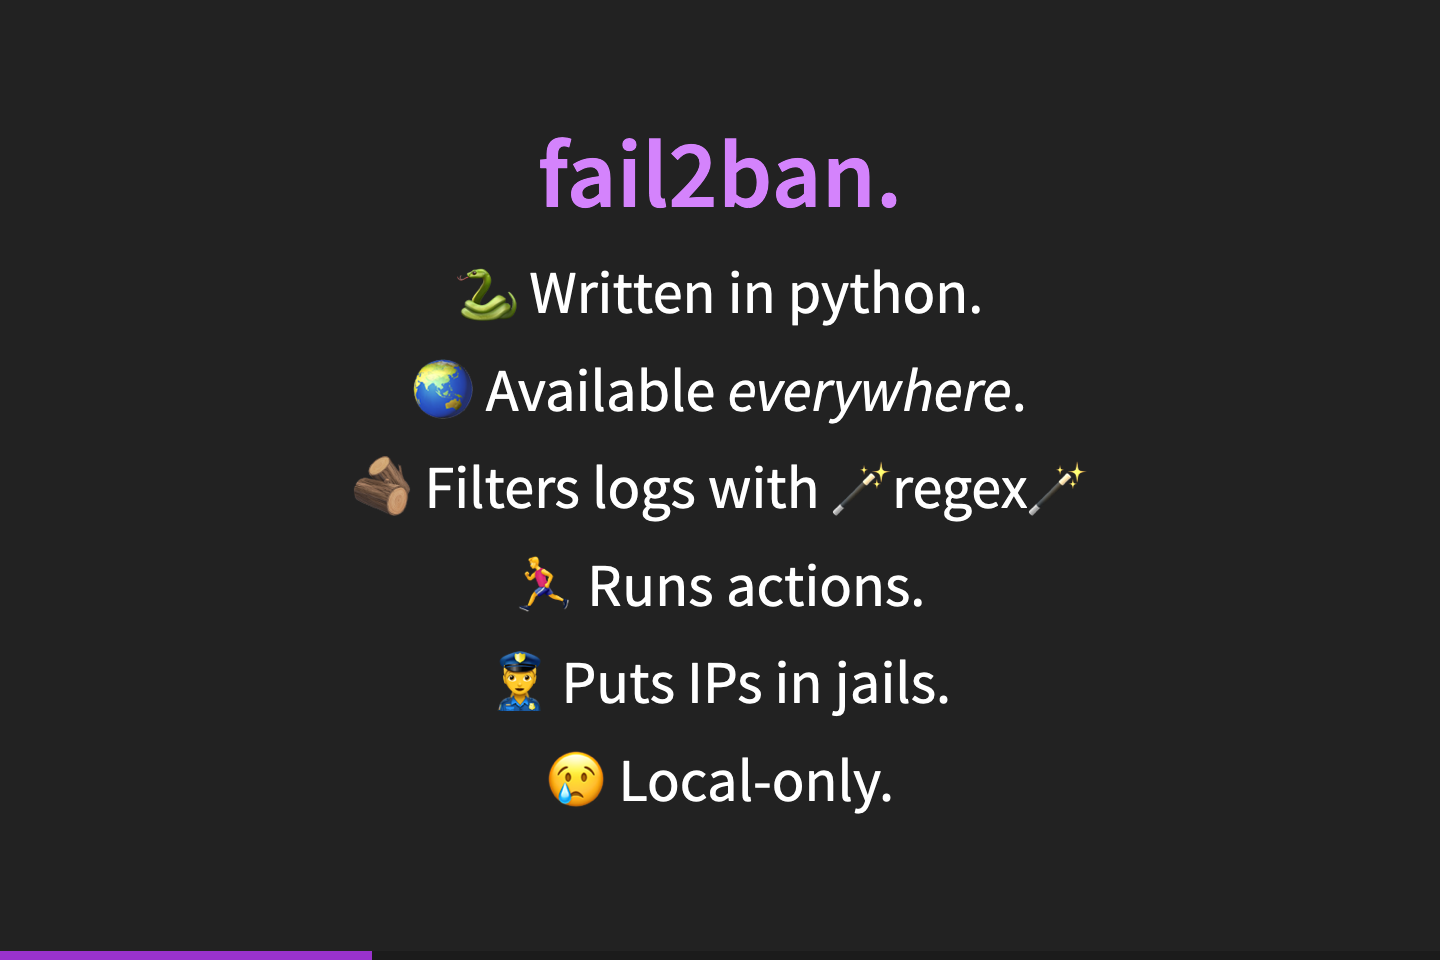 fail2ban.
🐍 Written in python.
🌏 Available everywhere.
🪵 Filters logs with 🪄regex🪄
🏃 Runs actions.
👮 Puts IPs in jails.
😢 Local-only.